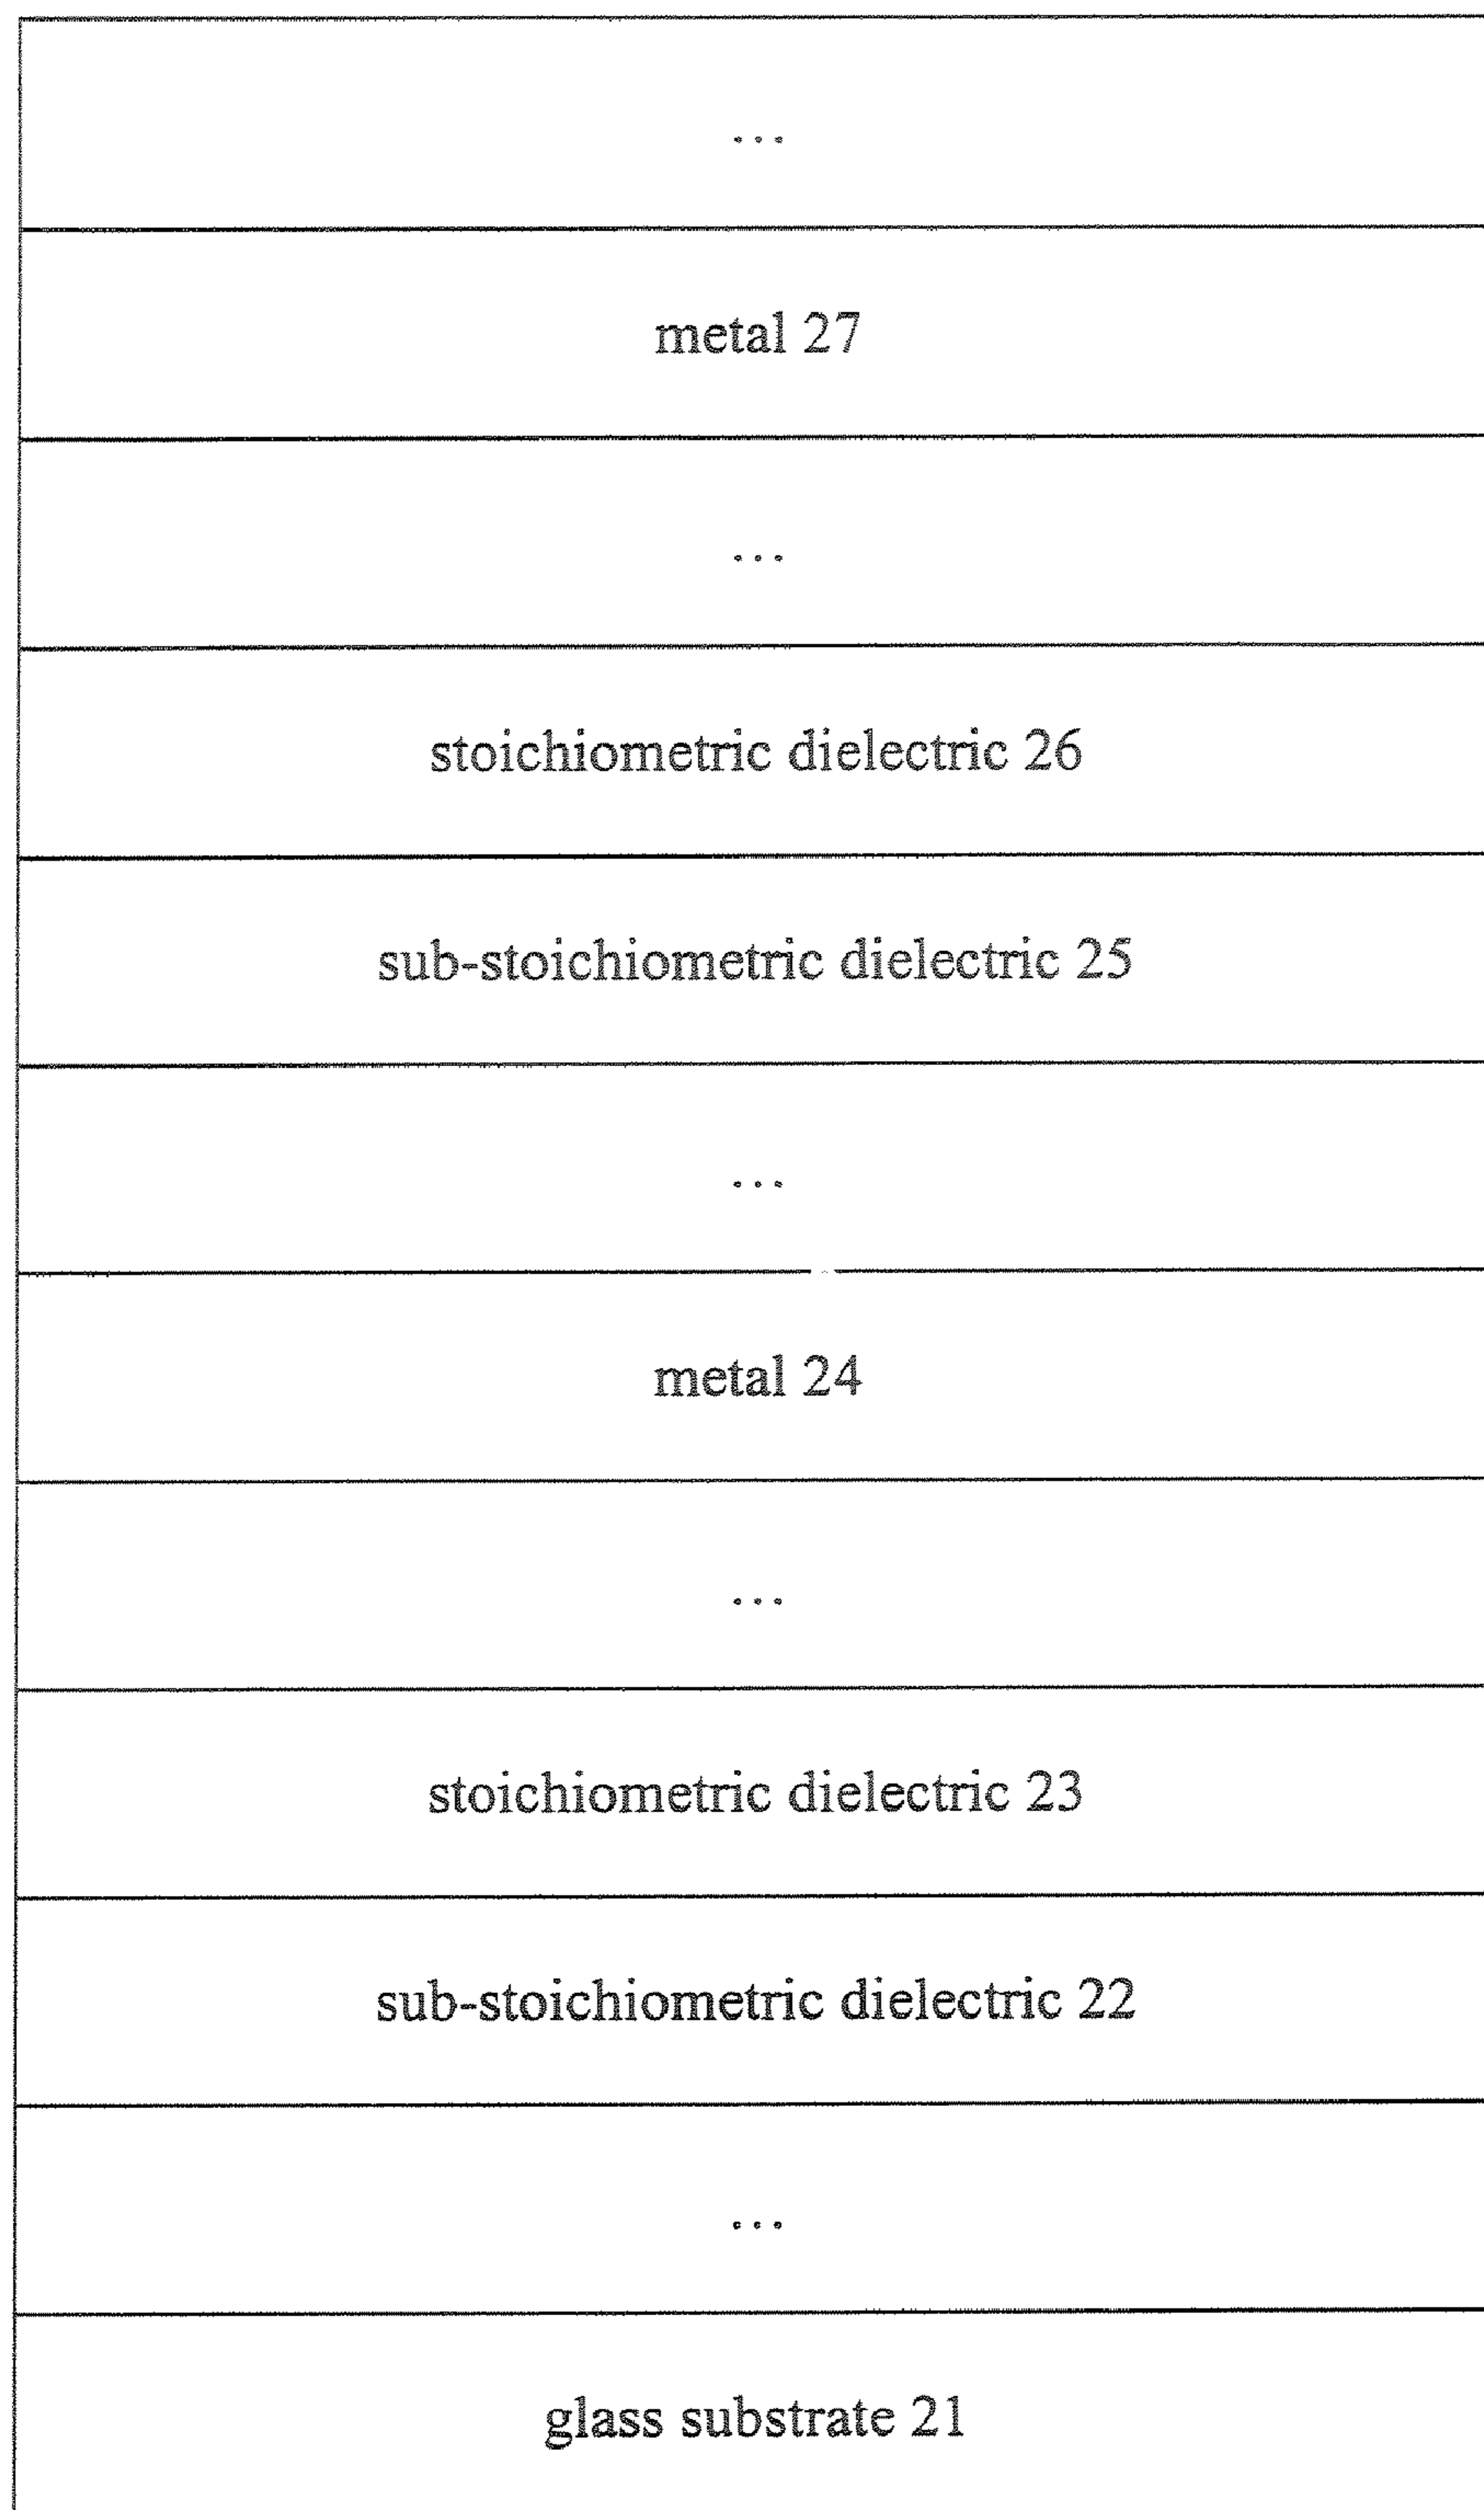 ...
metal 27
...
stoichiometric dielectric 26
sub-stoichiometric dielectric 25
...
metal 24
...
stoichiometric dielectric 23
sub-stoichiometric dielectric 22
...
glass substrate 21